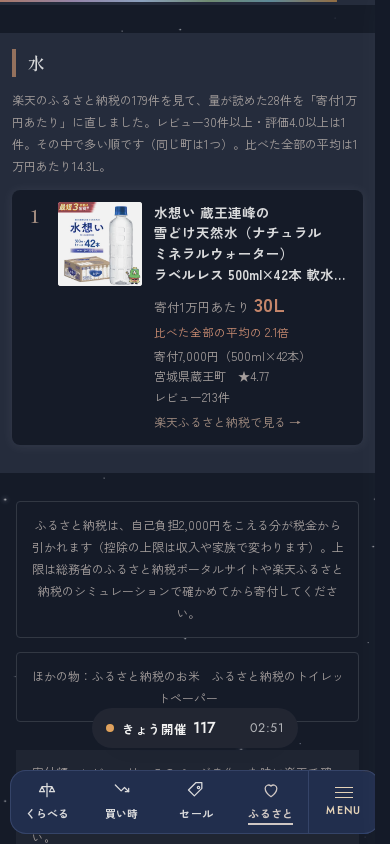 水
楽天のふるさと納税の179件を見て、量が読めた28件を「寄付1万
円あたり」に直しました。レビュー30件以上・評価4.0以上は1
件。その中で多い順です（同じ町は1つ）。比べた全部の平均は1
万円あたり14.3L。
1
最短3
水想い
500ml×42本
水想い 蔵王連峰の
雪どけ天然水（ナチュラル
ミネラルウォーター）
ラベルレス 500ml×42本 軟水…
寄付1万円あたり 30L
比べた全部の平均の 2.1倍
寄付7,000円（500ml×42本）
宮城県蔵王町　★4.77
レビュー213件
楽天ふるさと納税で見る →
ふるさと納税は、自己負担2,000円をこえる分が税金から
引かれます（控除の上限は収入や家族で変わります）。上
限は総務省のふるさと納税ポータルサイトや楽天ふるさと
納税のシミュレーションで確かめてから寄付してくださ
い。
ほかの物：ふるさと納税のお米　ふるさと納税のトイレッ
トペーパー
きょう開催 117 02:51
くらべる 買い時 セール ふるさと MENU
い。